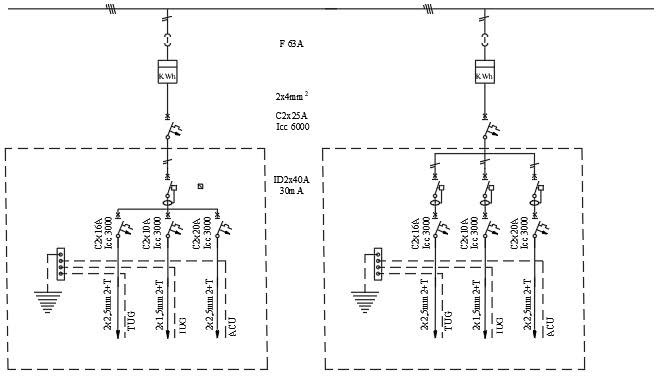 F 63A
KWh
KWh
2x4mm²
C2x25A
Icc 6000
ID2x40A
30mA
C2x16A
Icc 3000
C2x10A
Icc 3000
C2x20A
Icc 3000
C2x16A
Icc 3000
C2x10A
Icc 3000
C2x20A
Icc 3000
2x2,5mm 2+T
TUG
2x1,5mm 2+T
IUG
2x2,5mm 2+T
ACU
2x2,5mm 2+T
TUG
2x1,5mm 2+T
IUG
2x2,5mm 2+T
ACU